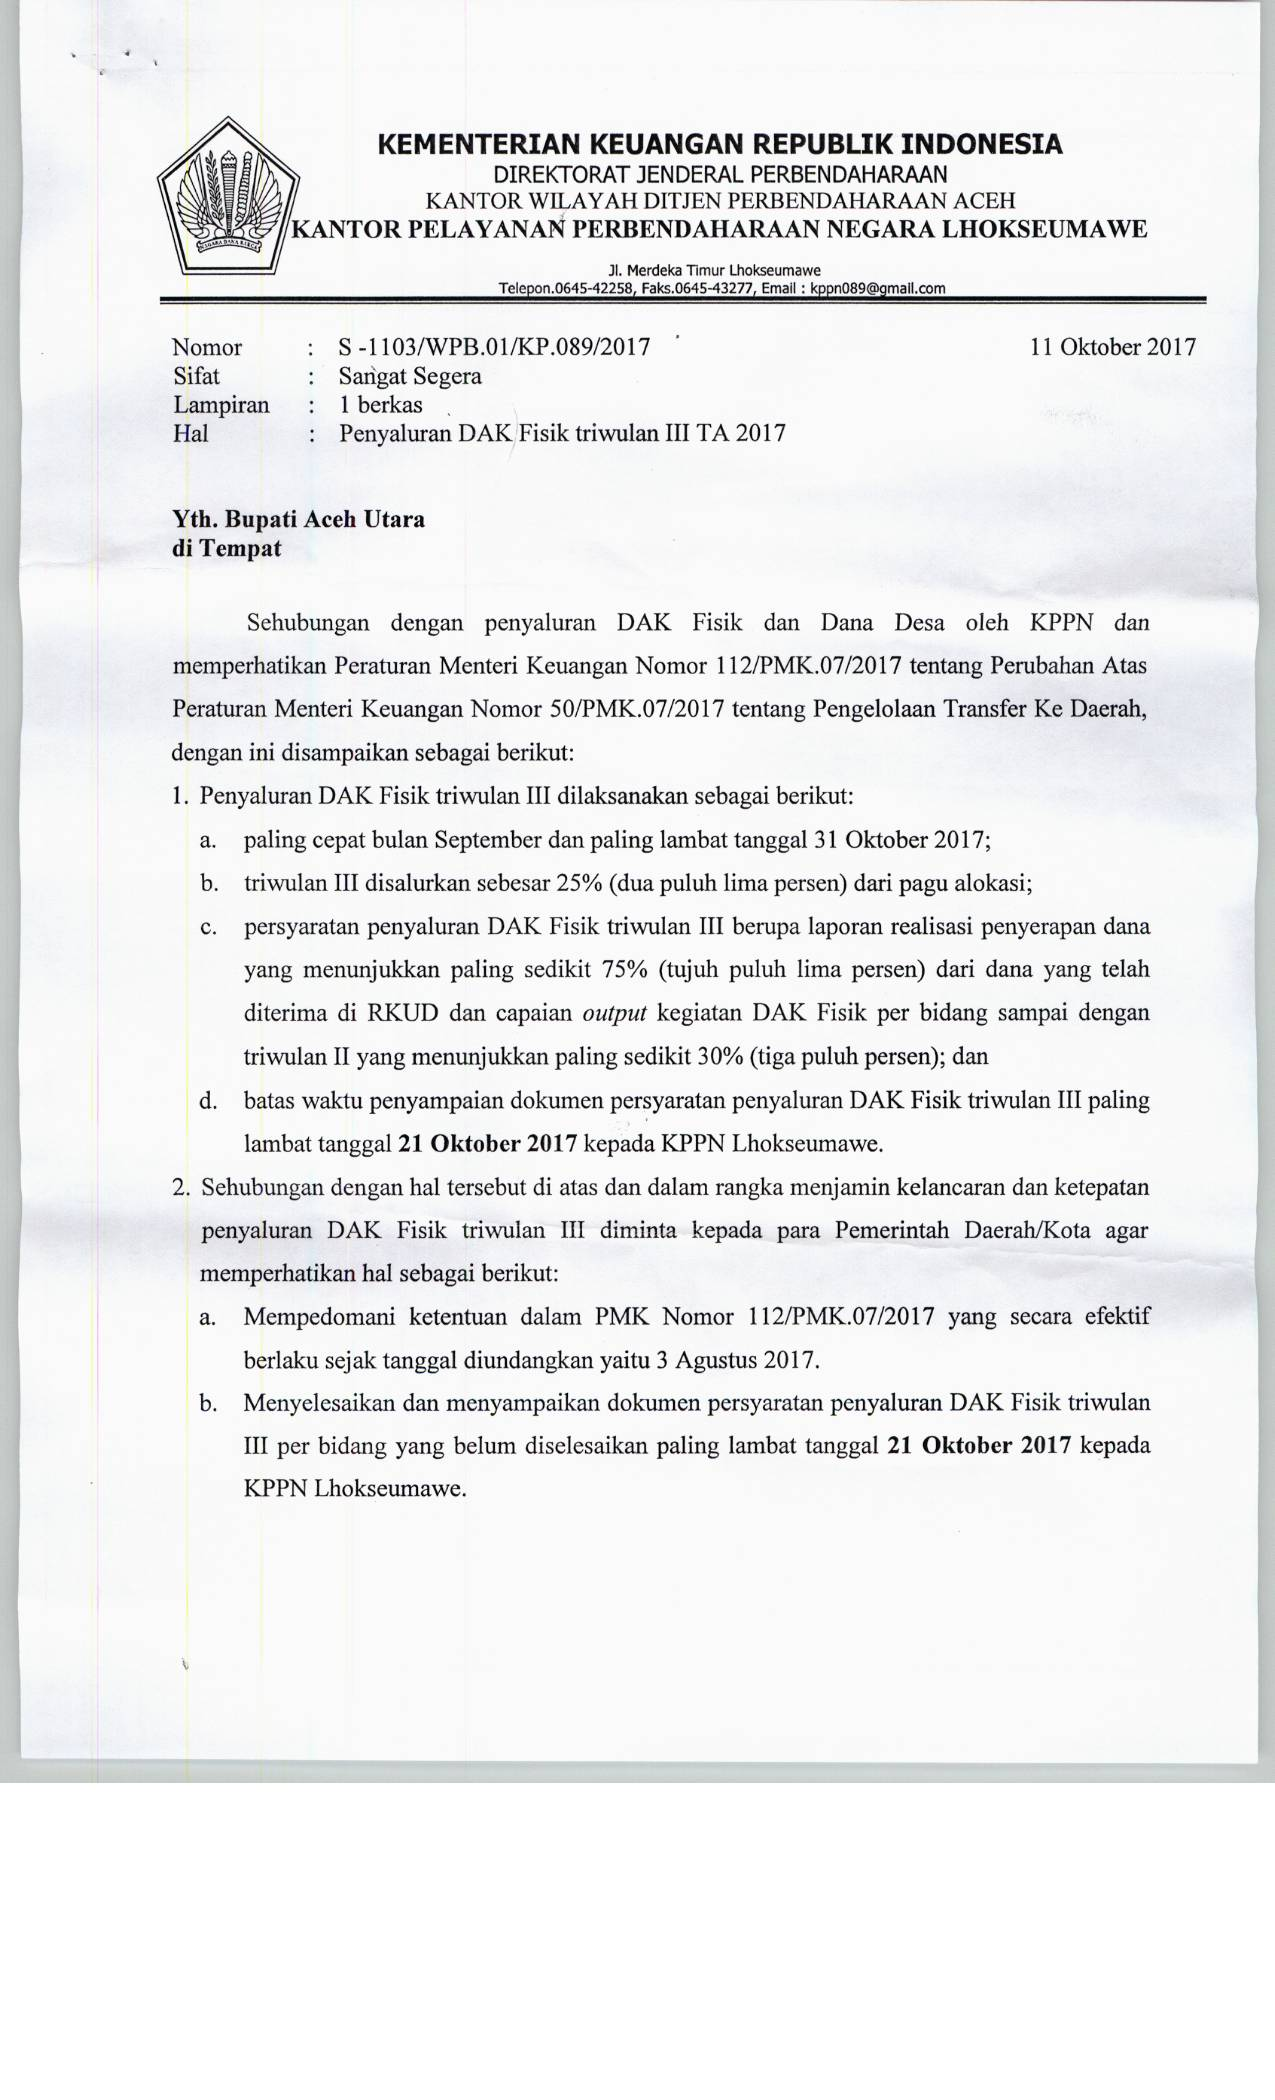 KEMENTERIAN KEUANGAN REPUBLIK INDONESIA
DIREKTORAT JENDERAL PERBENDAHARAAN
KANTOR WILAYAH DITJEN PERBENDAHARAAN ACEH
KANTOR PELAYANAN PERBENDAHARAAN NEGARA LHOKSEUMAWE
Jl. Merdeka Timur Lhokseumawe
Telepon.0645-42258, Faks.0645-43277, Email : kppn089@gmail.com
Nomor : S -1103/WPB.01/KP.089/2017 11 Oktober 2017
Sifat : Sangat Segera
Lampiran : 1 berkas
Hal : Penyaluran DAK Fisik triwulan III TA 2017
Yth. Bupati Aceh Utara
di Tempat
Sehubungan dengan penyaluran DAK Fisik dan Dana Desa oleh KPPN dan
memperhatikan Peraturan Menteri Keuangan Nomor 112/PMK.07/2017 tentang Perubahan Atas
Peraturan Menteri Keuangan Nomor 50/PMK.07/2017 tentang Pengelolaan Transfer Ke Daerah,
dengan ini disampaikan sebagai berikut:
1. Penyaluran DAK Fisik triwulan III dilaksanakan sebagai berikut:
a. paling cepat bulan September dan paling lambat tanggal 31 Oktober 2017;
b. triwulan III disalurkan sebesar 25% (dua puluh lima persen) dari pagu alokasi;
c. persyaratan penyaluran DAK Fisik triwulan III berupa laporan realisasi penyerapan dana
yang menunjukkan paling sedikit 75% (tujuh puluh lima persen) dari dana yang telah
diterima di RKUD dan capaian output kegiatan DAK Fisik per bidang sampai dengan
triwulan II yang menunjukkan paling sedikit 30% (tiga puluh persen); dan
d. batas waktu penyampaian dokumen persyaratan penyaluran DAK Fisik triwulan III paling
lambat tanggal 21 Oktober 2017 kepada KPPN Lhokseumawe.
2. Sehubungan dengan hal tersebut di atas dan dalam rangka menjamin kelancaran dan ketepatan
penyaluran DAK Fisik triwulan III diminta kepada para Pemerintah Daerah/Kota agar
memperhatikan hal sebagai berikut:
a. Mempedomani ketentuan dalam PMK Nomor 112/PMK.07/2017 yang secara efektif
berlaku sejak tanggal diundangkan yaitu 3 Agustus 2017.
b. Menyelesaikan dan menyampaikan dokumen persyaratan penyaluran DAK Fisik triwulan
III per bidang yang belum diselesaikan paling lambat tanggal 21 Oktober 2017 kepada
KPPN Lhokseumawe.